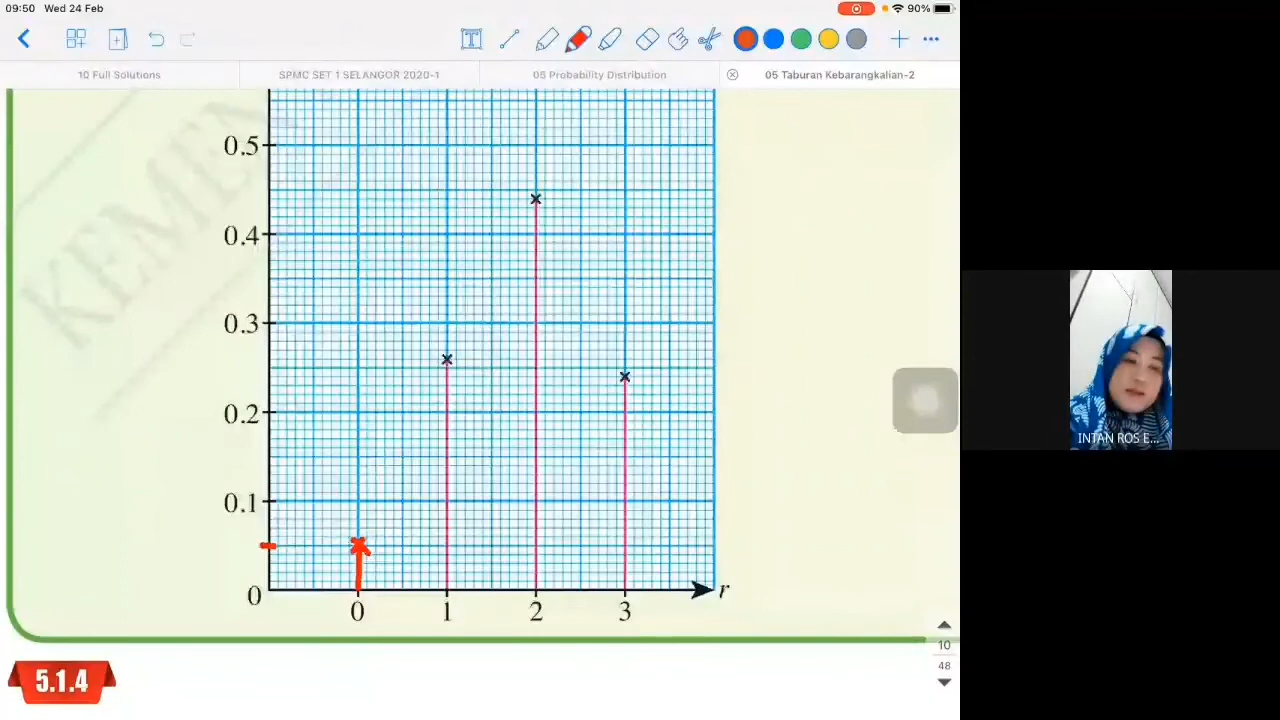 09:50 Wed 24 Feb
90%
T
10 Full Solutions
SPMC SET 1 SELANGOR 2020-1
05 Probability Distribution
05 Taburan Kebarangkalian-2
KEMEN
0.5
0.4
0.3
0.2
0.1
0
r
0 1 2 3
INTAN ROS E...
10
48
5.1.4